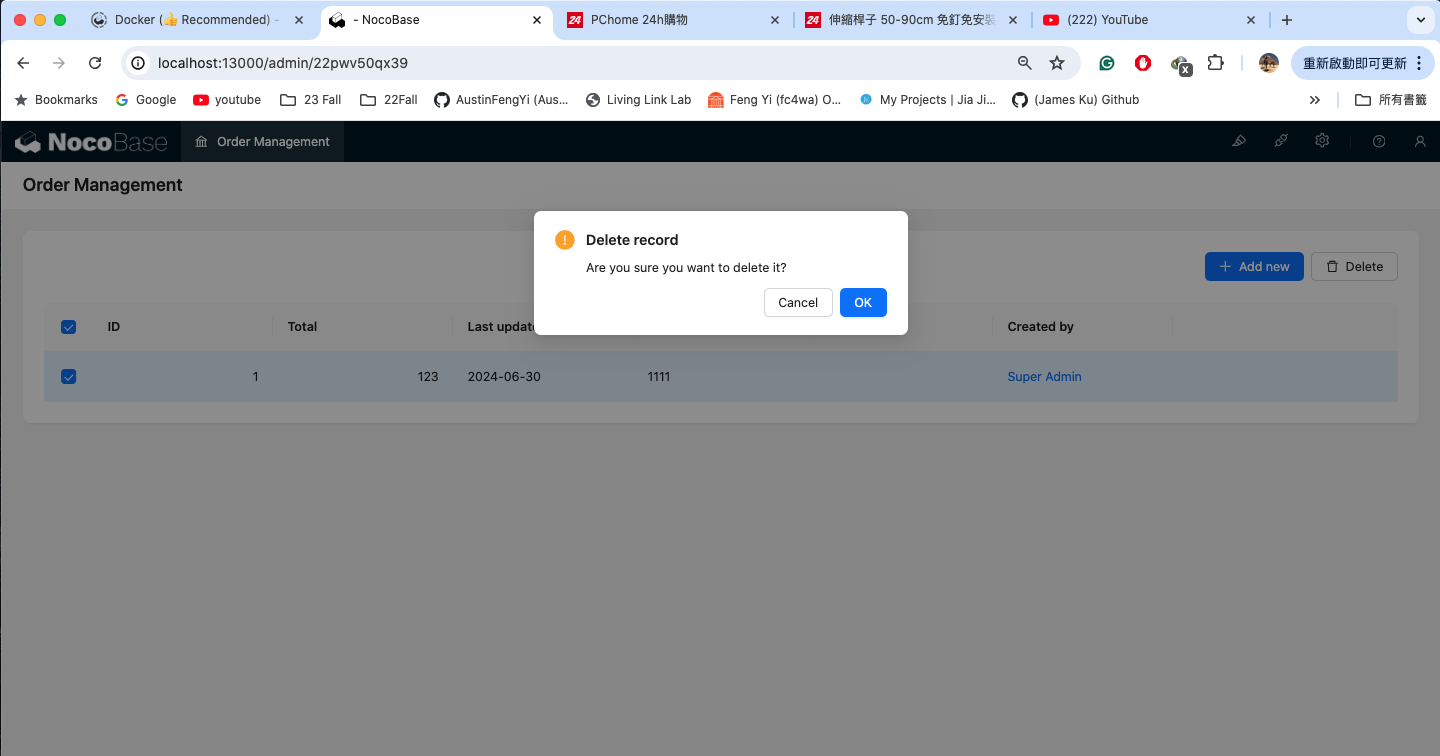 Docker (👍 Recommended) -
- NocoBase
24 PChome 24h購物
24 伸縮桿子 50-90cm 免釘免安裝
(222) YouTube
localhost:13000/admin/22pwv50qx39
重新啟動即可更新
Bookmarks
Google
youtube
23 Fall
22Fall
AustinFengYi (Aus...
Living Link Lab
Feng Yi (fc4wa) O...
My Projects | Jia Ji...
(James Ku) Github
所有書籤
NocoBase
Order Management
Order Management
Delete record
Are you sure you want to delete it?
Cancel
OK
Add new
Delete
ID
Total
Last update
Created by
1
123
2024-06-30
1111
Super Admin